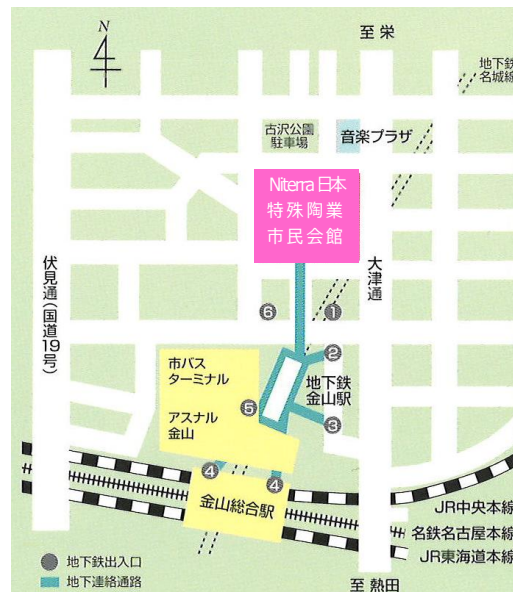 N
至 栄
地下鉄
名城線
古沢公園
駐車場
音楽プラザ
Niterra 日本
特殊陶業
市民会館
伏見通(国道19号)
大津通
⑥
①
②
市バス
ターミナル
地下鉄
金山駅
⑤
アスナル
金山
③
④
④
金山総合駅
JR中央本線
名鉄名古屋本線
JR東海道本線
地下鉄出入口
地下連絡通路
至 熱田